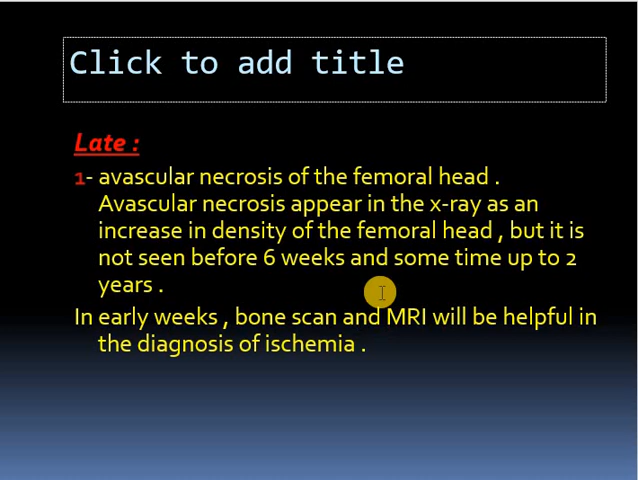 Click to add title
Late :
1- avascular necrosis of the femoral head .
Avascular necrosis appear in the x-ray as an
increase in density of the femoral head , but it is
not seen before 6 weeks and some time up to 2
years .
In early weeks , bone scan and MRI will be helpful in
the diagnosis of ischemia .